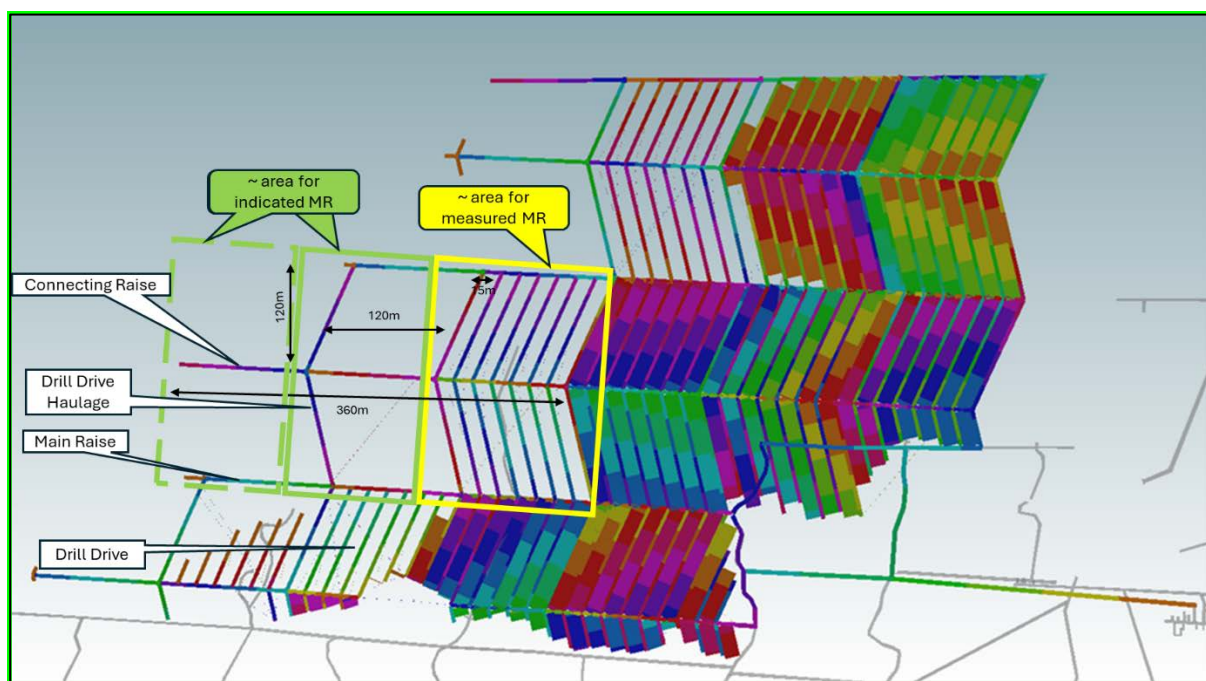 ~ area for
indicated MR
~ area for
measured MR
Connecting Raise
120m
75m
120m
Drill Drive
Haulage
360m
Main Raise
Drill Drive